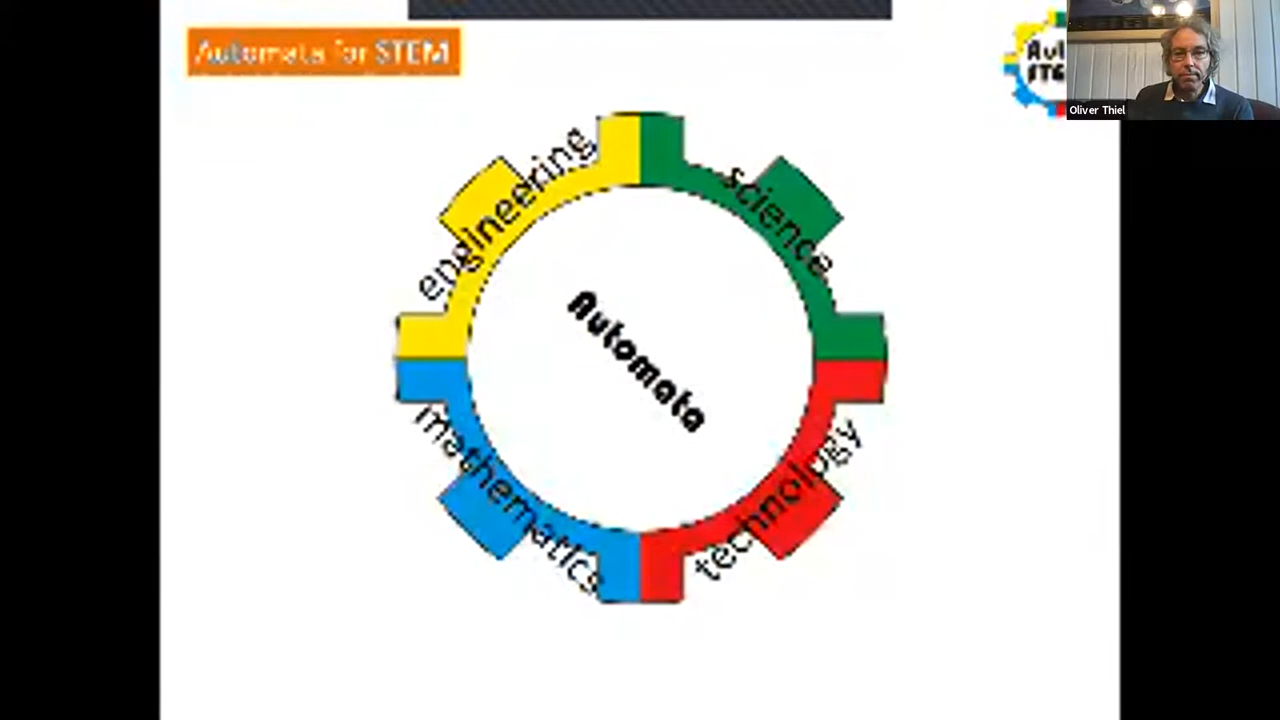 Automata for STEM
Oliver Thiel
engineering
science
Automata
mathematics
technology